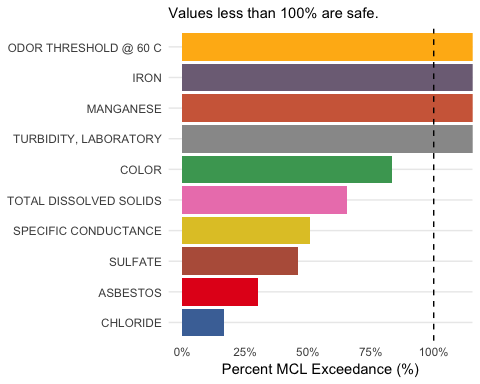 Values less than 100% are safe.
ODOR THRESHOLD @ 60 C
IRON
MANGANESE
TURBIDITY, LABORATORY
COLOR
TOTAL DISSOLVED SOLIDS
SPECIFIC CONDUCTANCE
SULFATE
ASBESTOS
CHLORIDE
0% 25% 50% 75% 100%
Percent MCL Exceedance (%)